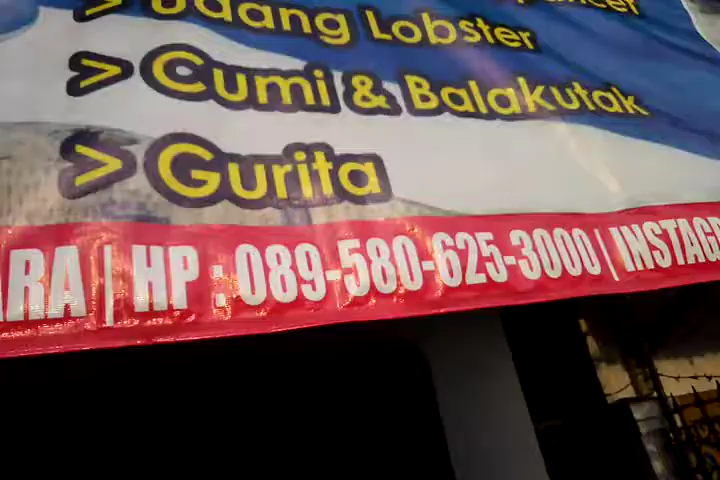 > Udang Lobster
> Cumi & Balakutak
> Gurita
ARA | HP : 089-580-625-3000 | INSTAG